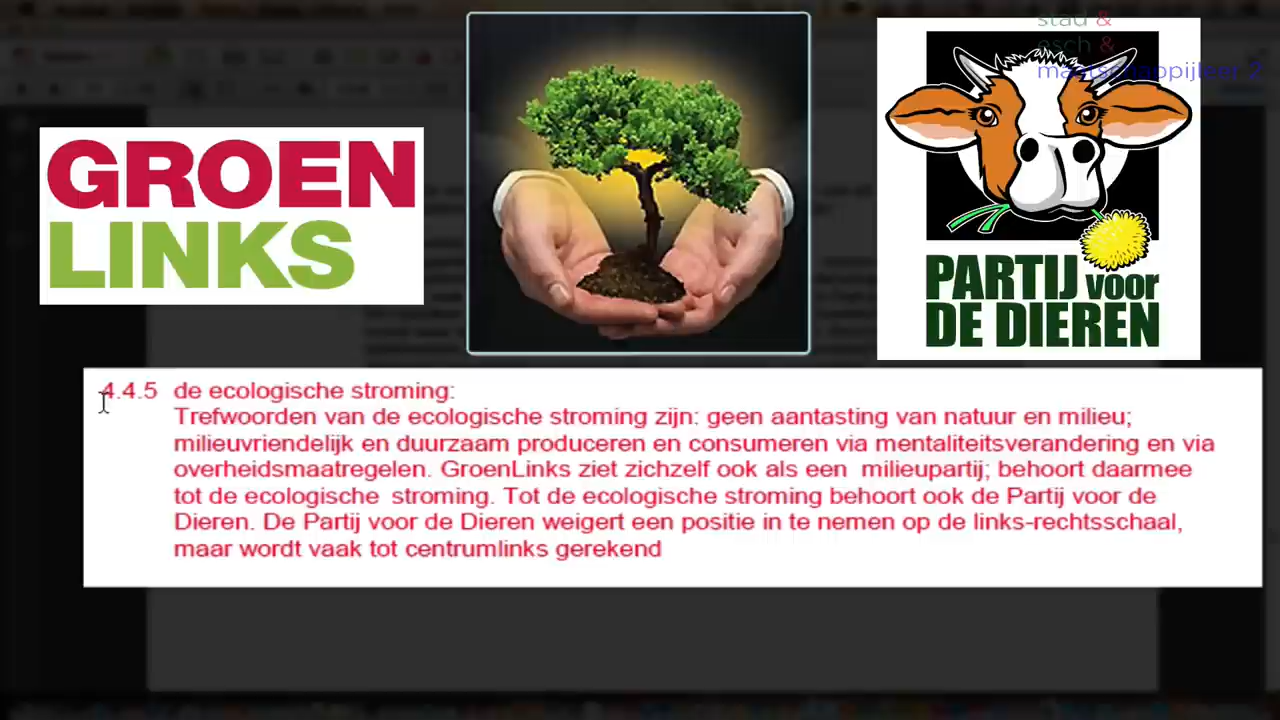 stad &
esch &
maatschappijleer 2
GROEN
LINKS
PARTIJ voor
DE DIEREN
4.4.5 de ecologische stroming:
Trefwoorden van de ecologische stroming zijn: geen aantasting van natuur en milieu;
milieuvriendelijk en duurzaam produceren en consumeren via mentaliteitsverandering en via
overheidsmaatregelen. GroenLinks ziet zichzelf ook als een milieupartij; behoort daarmee
tot de ecologische stroming. Tot de ecologische stroming behoort ook de Partij voor de
Dieren. De Partij voor de Dieren weigert een positie in te nemen op de links-rechtsschaal,
maar wordt vaak tot centrumlinks gerekend